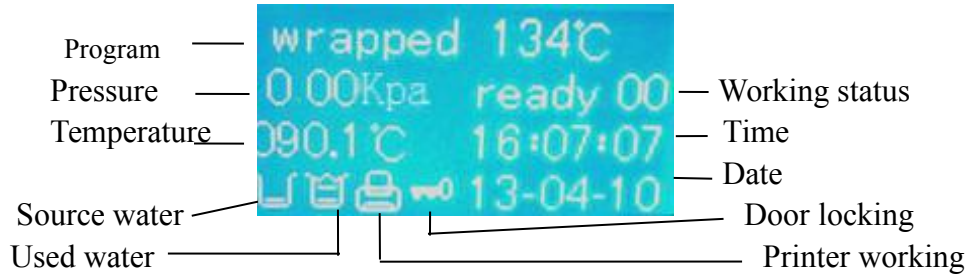 Program
wrapped 134℃
Pressure
0.00Kpa
ready 00
Working status
Temperature
090.1℃
16:07:07
Time
Date
13-04-10
Source water
Door locking
Used water
Printer working